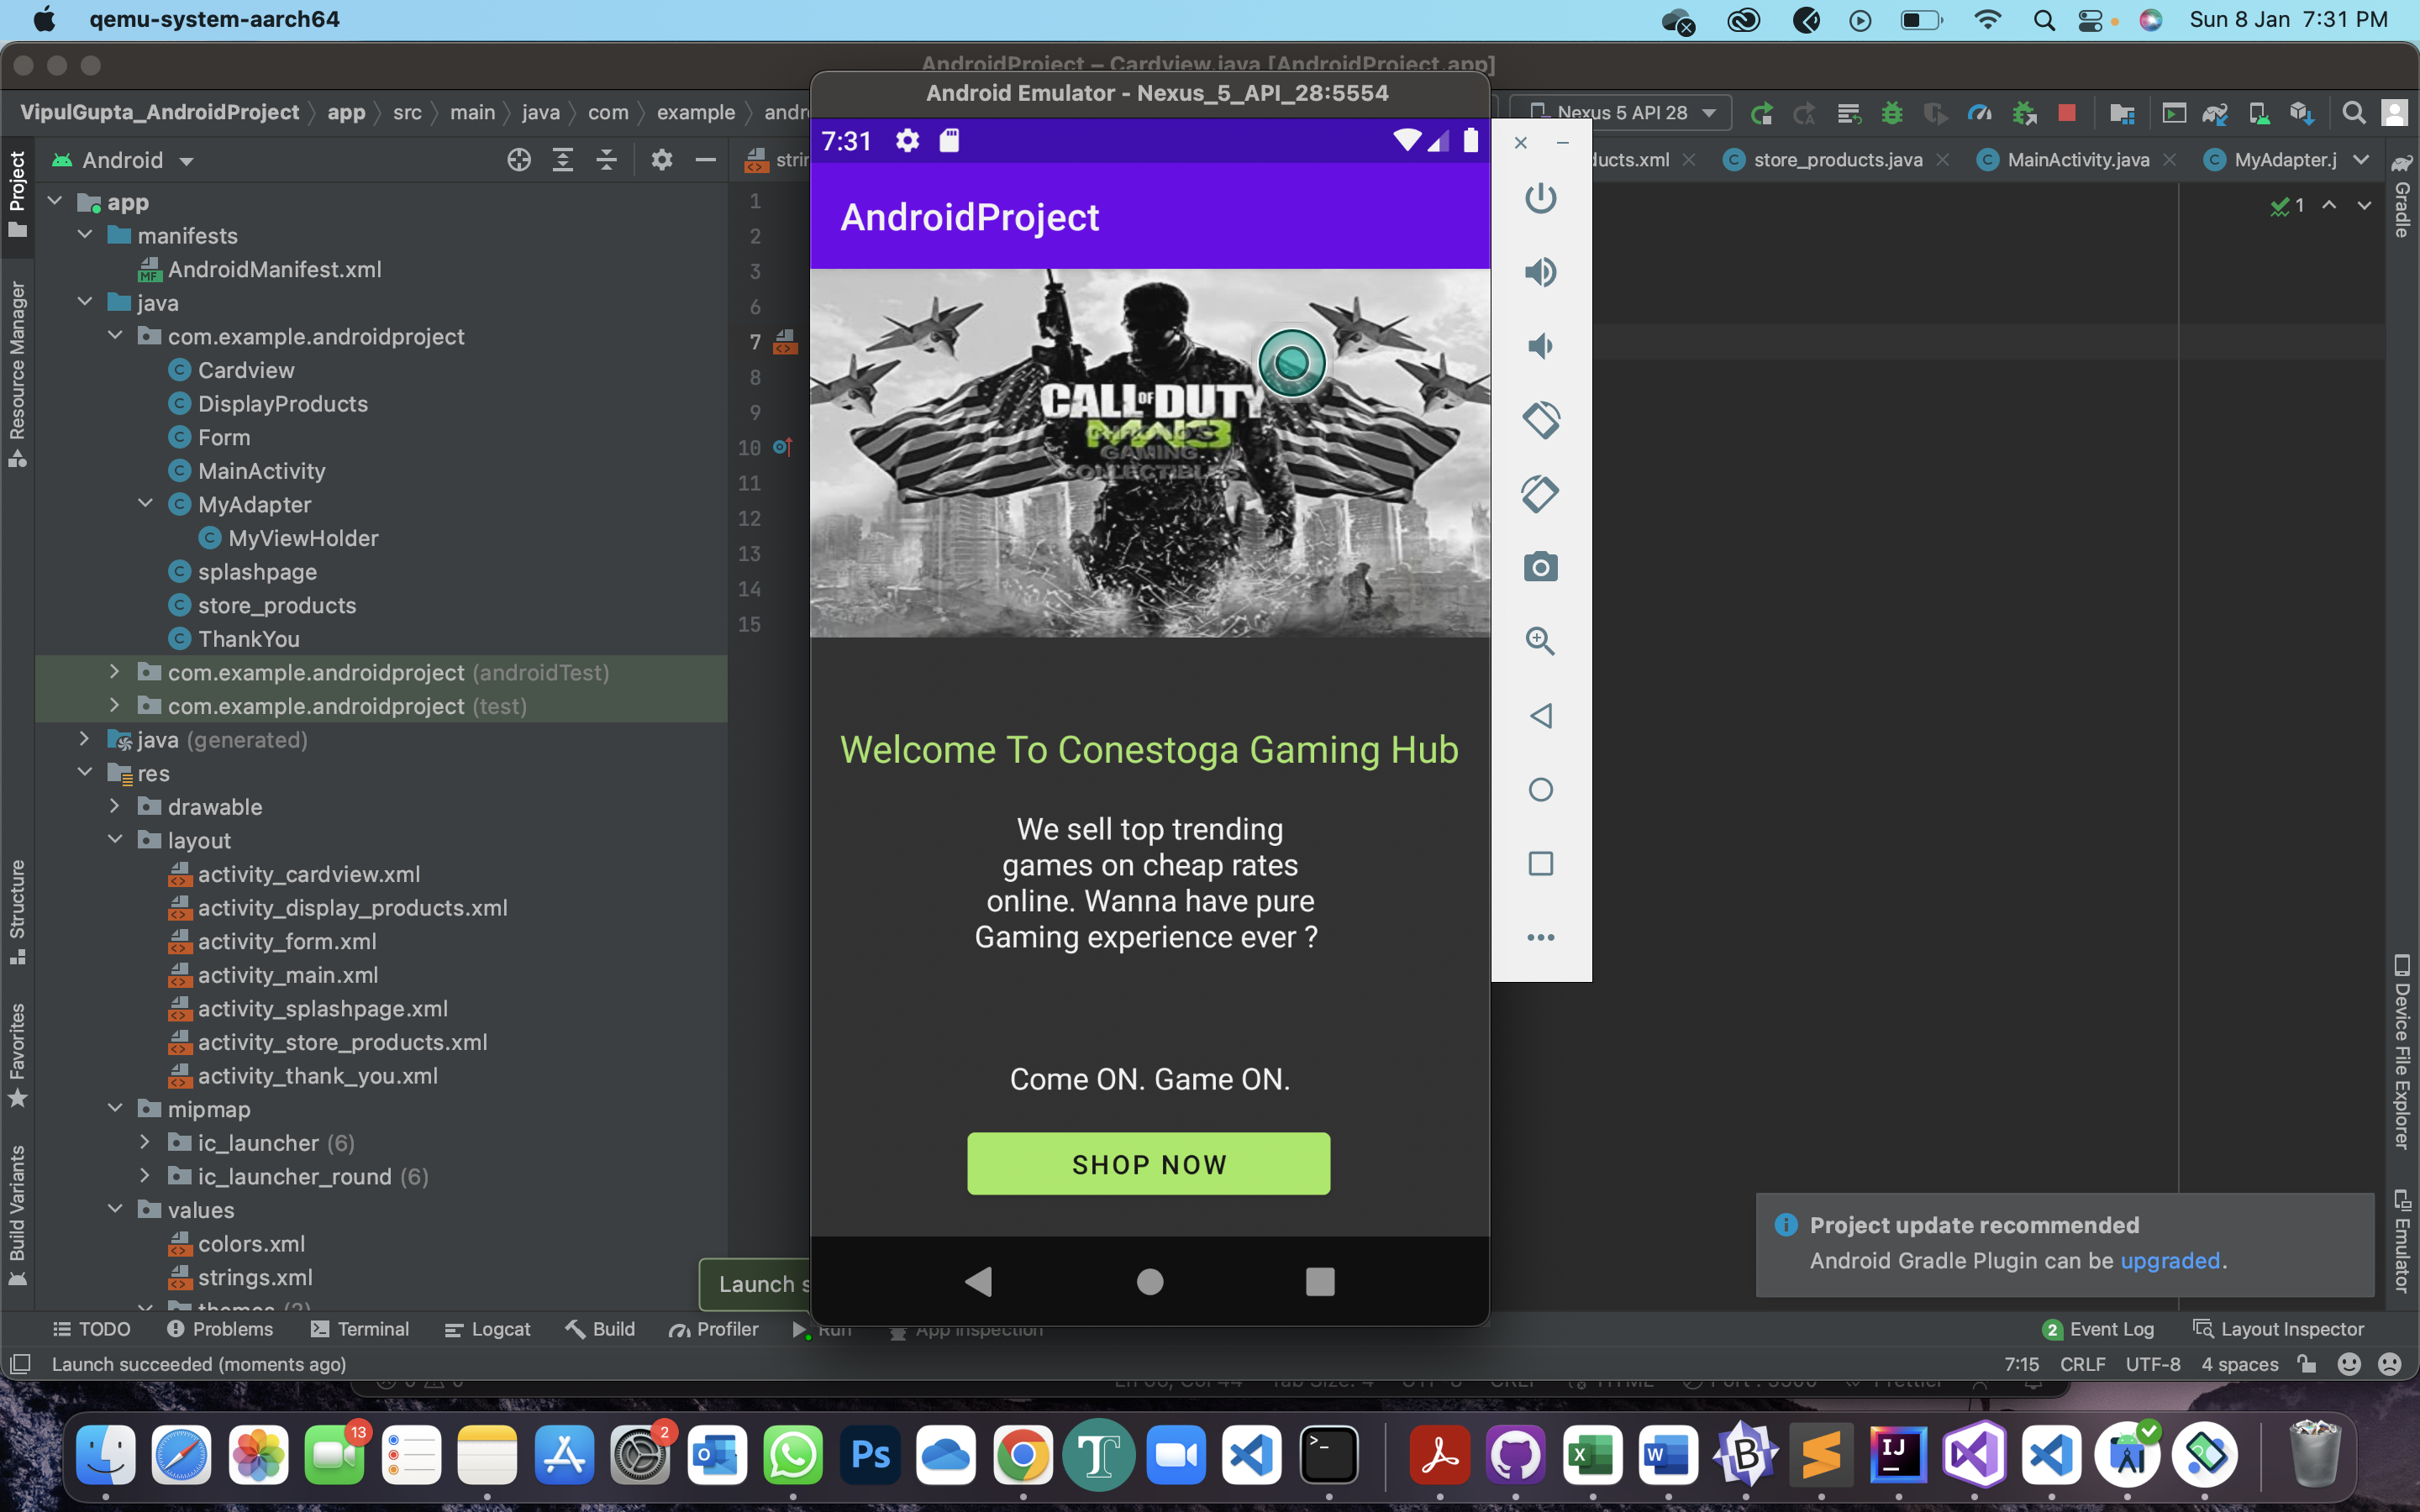 qemu-system-aarch64
Sun 8 Jan 7:31 PM
AndroidProject – Cardview.java [AndroidProject.app]
Android Emulator - Nexus_5_API_28:5554
VipulGupta_AndroidProject
app
src
main
java
com
example
andr
Nexus 5 API 28
Project
Android
strin
ducts.xml
store_products.java
MainActivity.java
MyAdapter.j
Gradle
7:31
AndroidProject
1
app
manifests
AndroidManifest.xml
java
com.example.androidproject
Cardview
DisplayProducts
Form
MainActivity
MyAdapter
MyViewHolder
splashpage
store_products
ThankYou
com.example.androidproject (androidTest)
com.example.androidproject (test)
java (generated)
res
drawable
layout
activity_cardview.xml
activity_display_products.xml
activity_form.xml
activity_main.xml
activity_splashpage.xml
activity_store_products.xml
activity_thank_you.xml
mipmap
ic_launcher (6)
ic_launcher_round (6)
values
colors.xml
strings.xml
themes (2)
Resource Manager
Structure
Favorites
Build Variants
1
2
3
6
7
8
9
10
11
12
13
14
15
CALL OF DUTY
MW3
GAMING
COLLECTIBLES
Welcome To Conestoga Gaming Hub
We sell top trending
games on cheap rates
online. Wanna have pure
Gaming experience ever ?
Come ON. Game ON.
SHOP NOW
Device File Explorer
Emulator
Project update recommended
Android Gradle Plugin can be upgraded.
Launch s
TODO
Problems
Terminal
Logcat
Build
Profiler
Run
App Inspection
2 Event Log
Layout Inspector
Launch succeeded (moments ago)
7:15 CRLF UTF-8 4 spaces
13
2
Ps
T
X
W
B
IJ